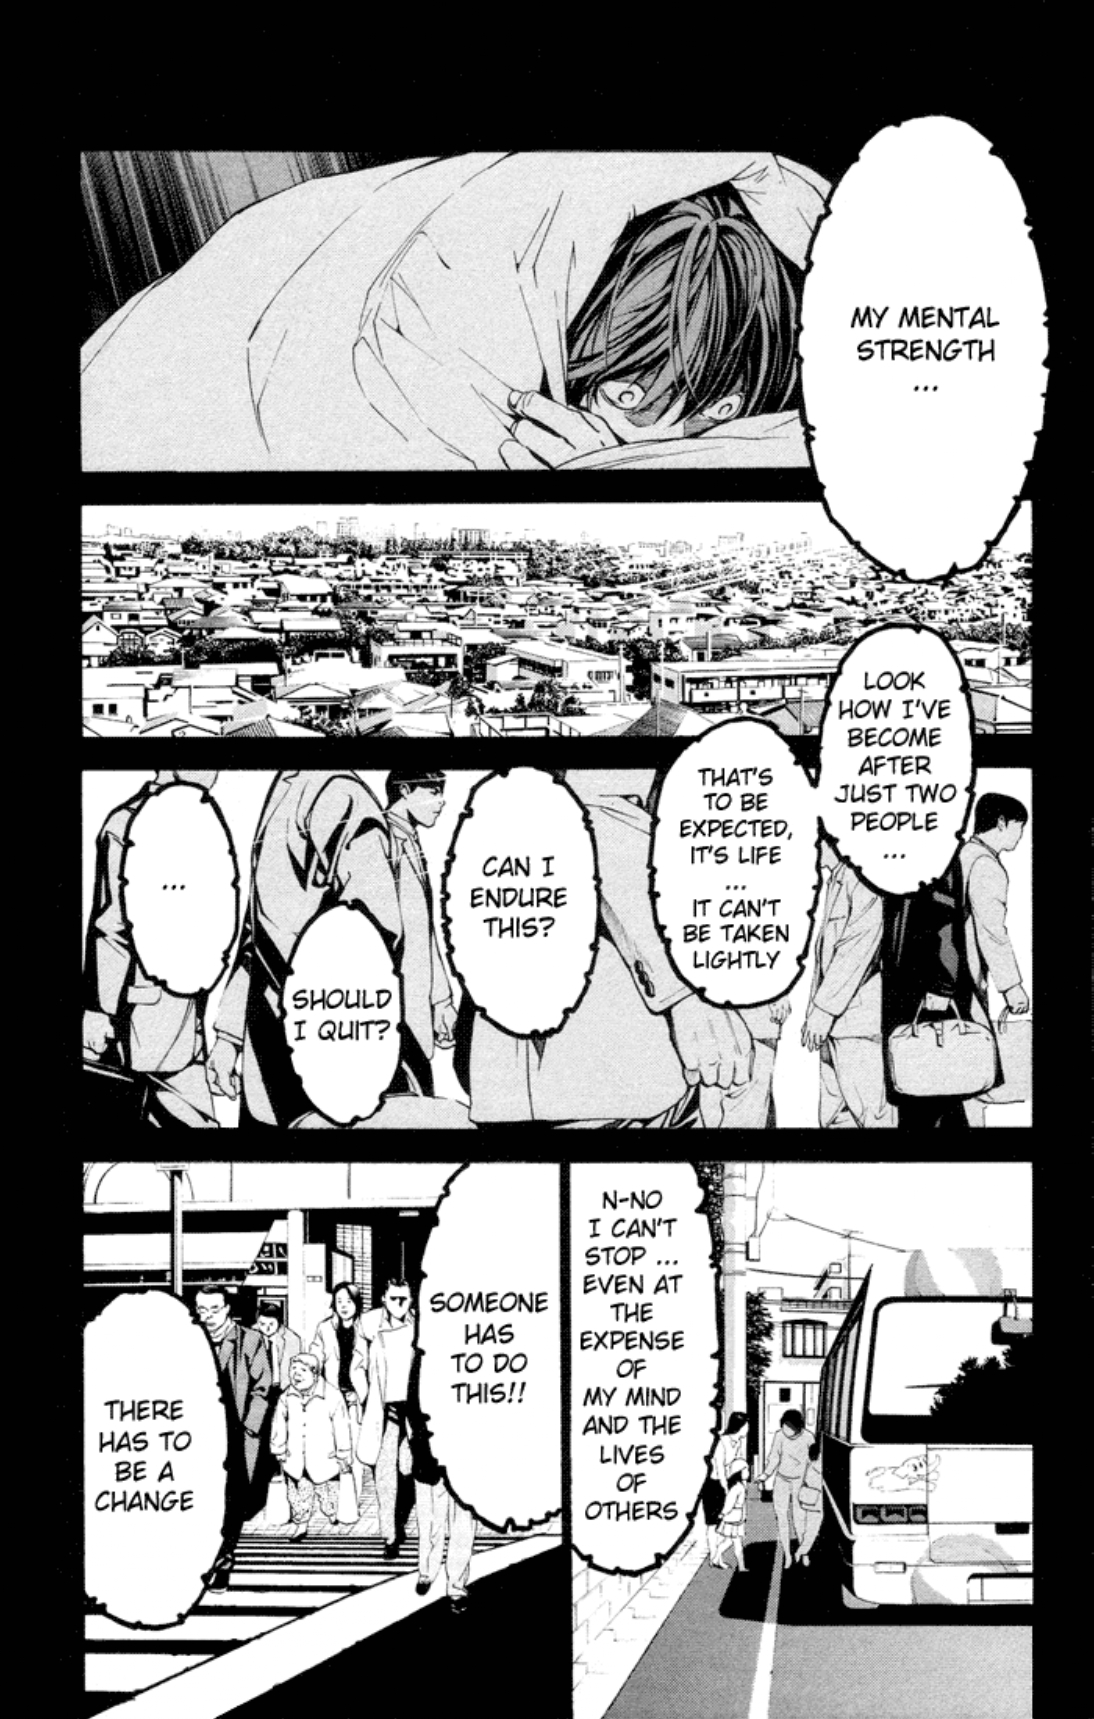 MY MENTAL
STRENGTH
...
LOOK
HOW I'VE
BECOME
AFTER
JUST TWO
PEOPLE
...
THAT'S
TO BE
EXPECTED,
IT'S LIFE
...
IT CAN'T
BE TAKEN
LIGHTLY
CAN I
ENDURE
THIS?
SHOULD
I QUIT?
...
N-NO
I CAN'T
STOP ...
EVEN AT
THE
EXPENSE
OF
MY MIND
AND THE
LIVES
OF
OTHERS
SOMEONE
HAS
TO DO
THIS!!
THERE
HAS TO
BE A
CHANGE